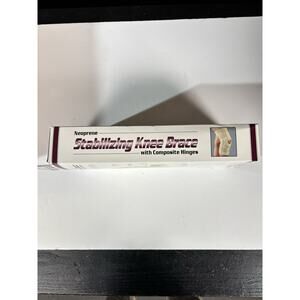 Neoprene
Stabilizing Knee Brace
with Composite Hinges